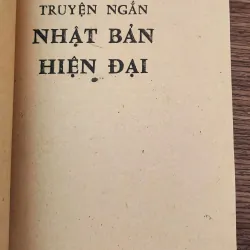 TRUYỆN NGẮN
NHẬT BẢN
HIỆN ĐẠI